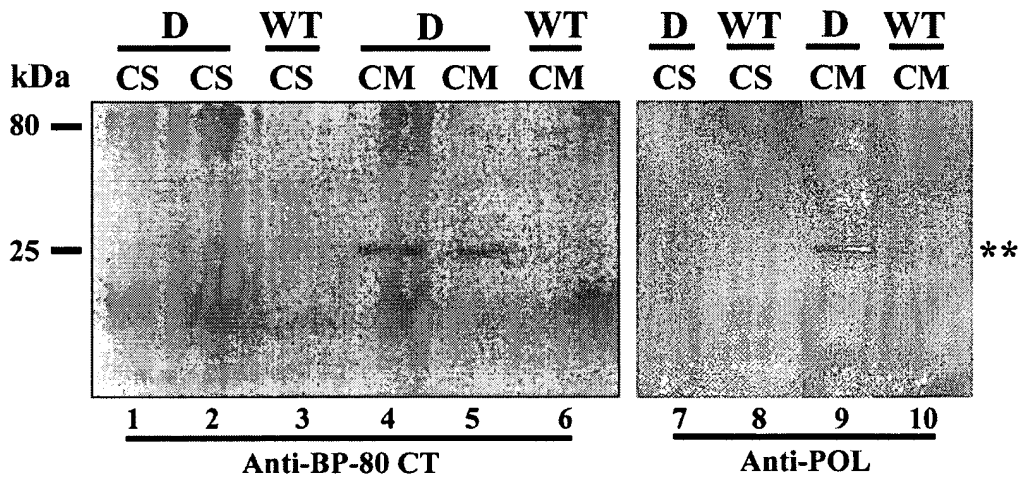 D WT D WT D WT D WT
kDa CS CS CS CM CM CM CS CS CM CM
80
25 **
1 2 3 4 5 6 7 8 9 10
Anti-BP-80 CT Anti-POL